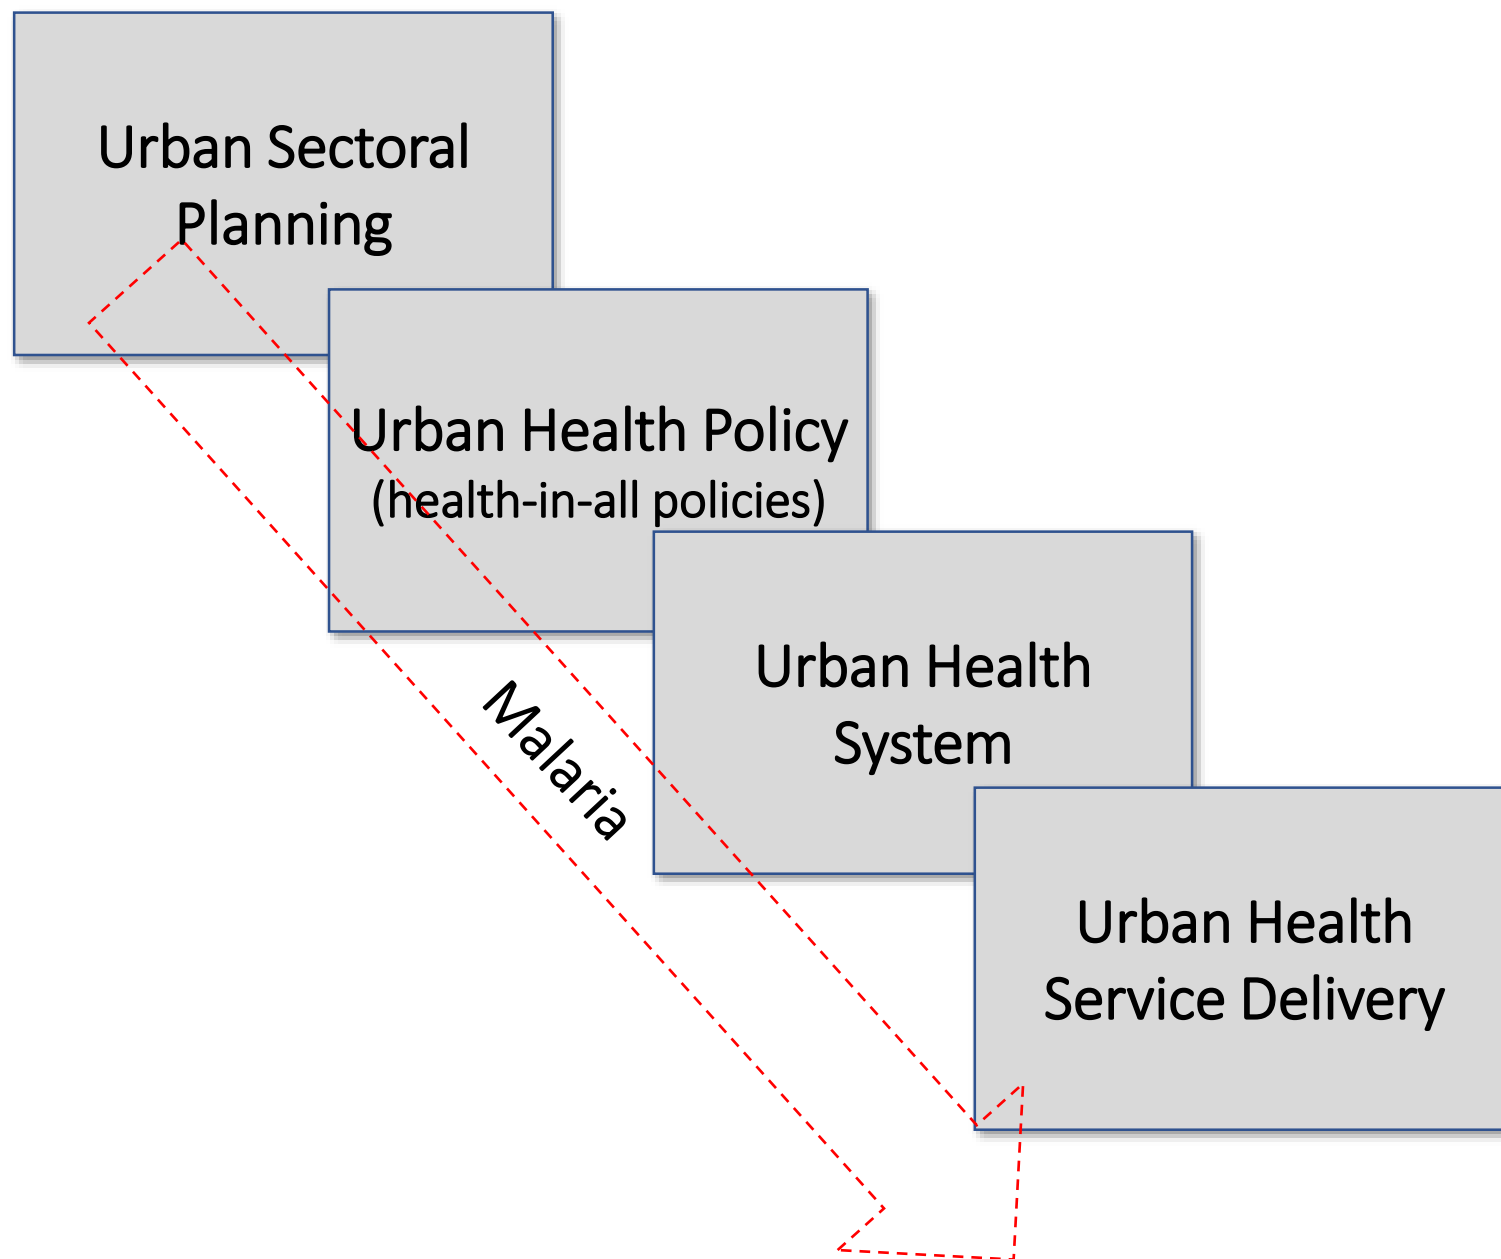 Urban Sectoral
Planning
Urban Health Policy
(health-in-all policies)
Urban Health
System
Malaria
Urban Health
Service Delivery